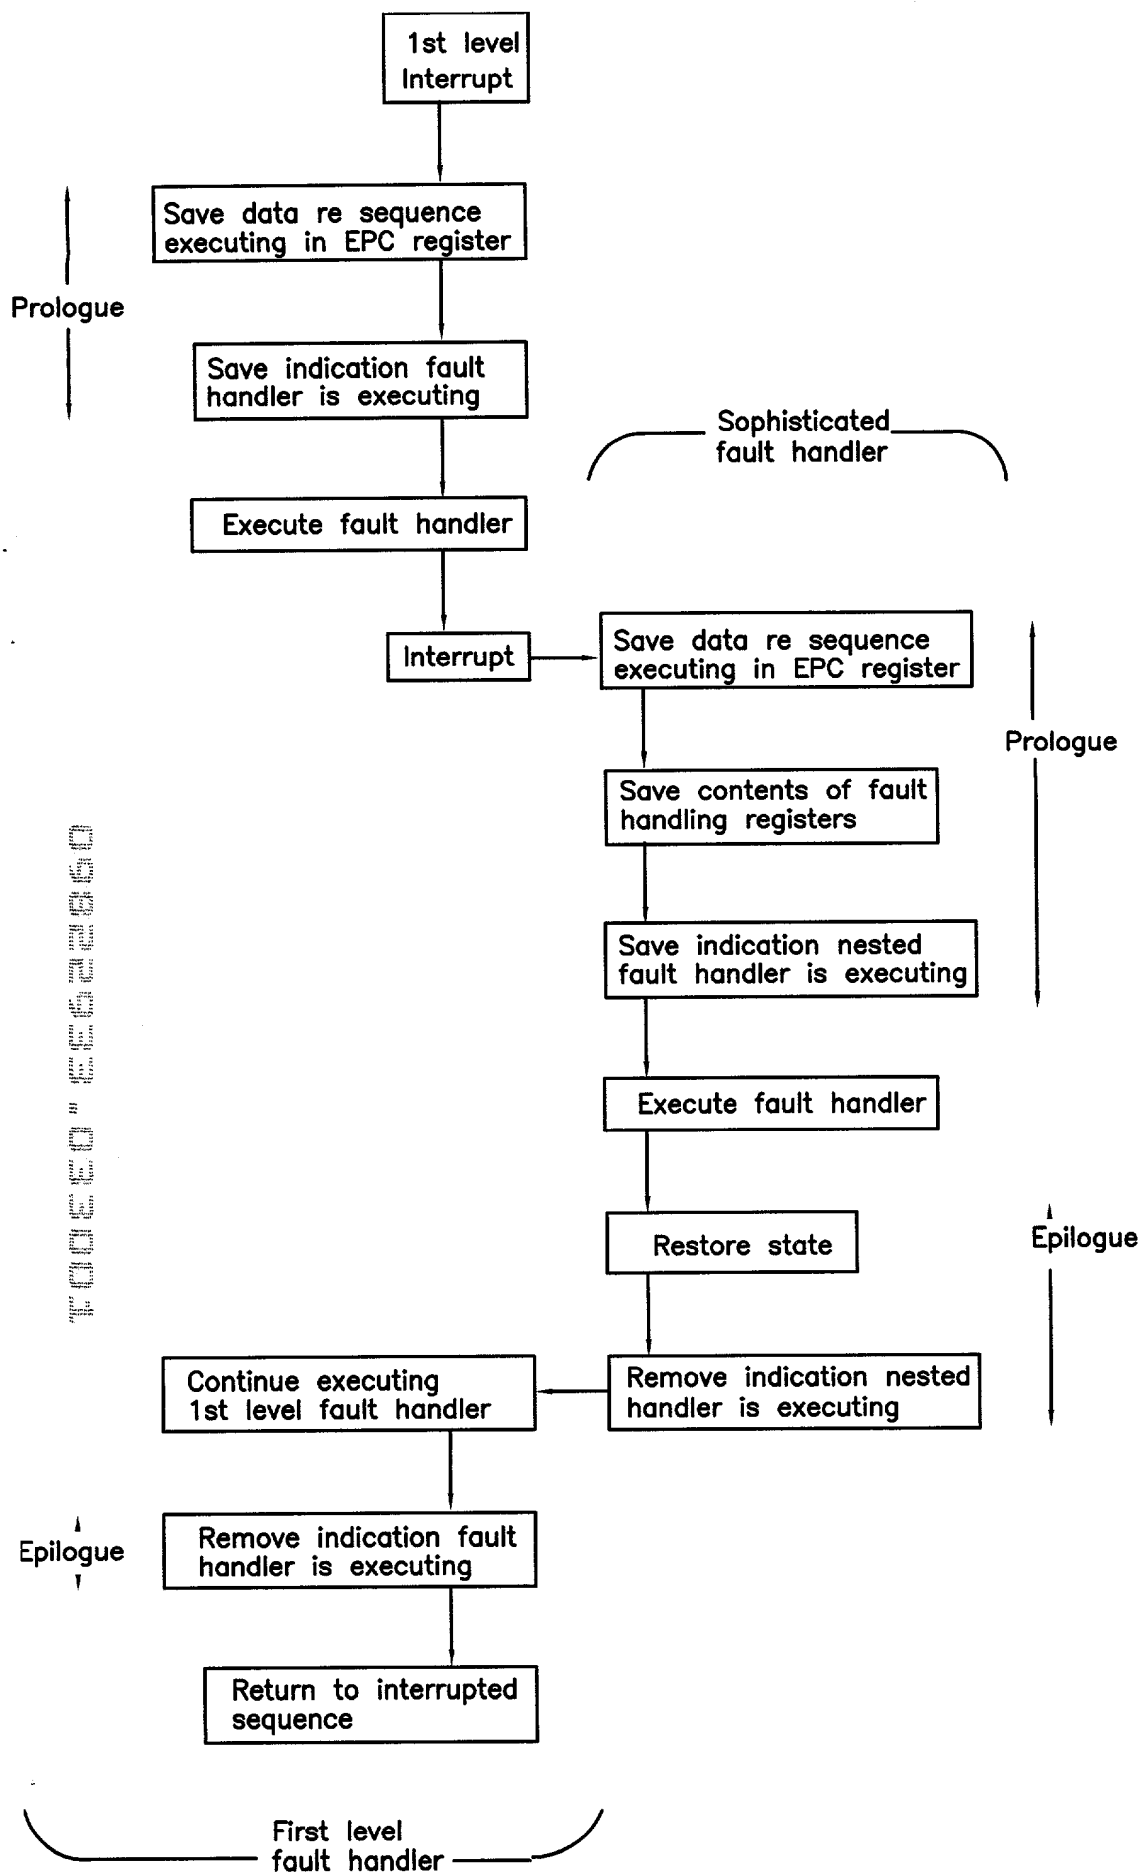 1st level
Interrupt
Save data re sequence
executing in EPC register
Prologue
Save indication fault
handler is executing
Sophisticated
fault handler
Execute fault handler
Interrupt
Save data re sequence
executing in EPC register
Prologue
Save contents of fault
handling registers
Save indication nested
fault handler is executing
Execute fault handler
Restore state
Epilogue
Continue executing
1st level fault handler
Remove indication nested
handler is executing
Epilogue
Remove indication fault
handler is executing
Return to interrupted
sequence
First level
fault handler